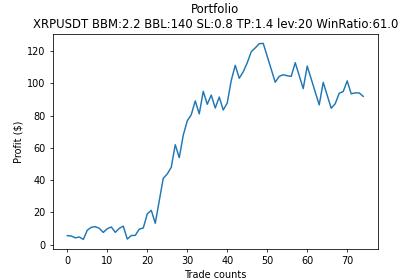 Portfolio
XRPUSDT BBM:2.2 BBL:140 SL:0.8 TP:1.4 lev:20 WinRatio:61.0
120
100
80
60
40
20
0
Profit ($)
0 10 20 30 40 50 60 70
Trade counts